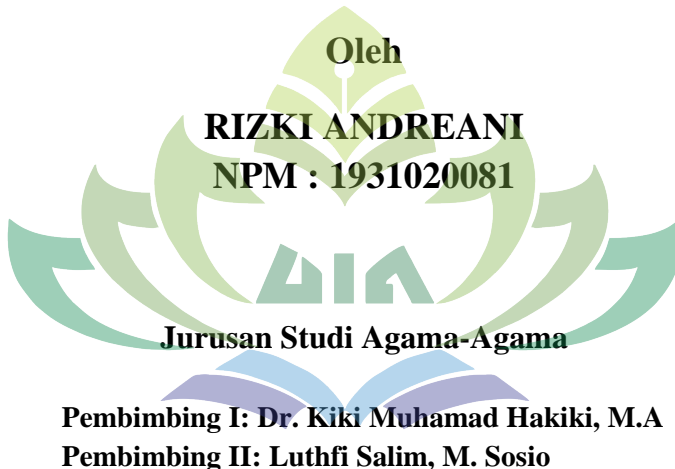 Oleh
RIZKI ANDREANI
NPM : 1931020081
UIN
Jurusan Studi Agama-Agama
Pembimbing I: Dr. Kiki Muhamad Hakiki, M.A
Pembimbing II: Luthfi Salim, M. Sosio